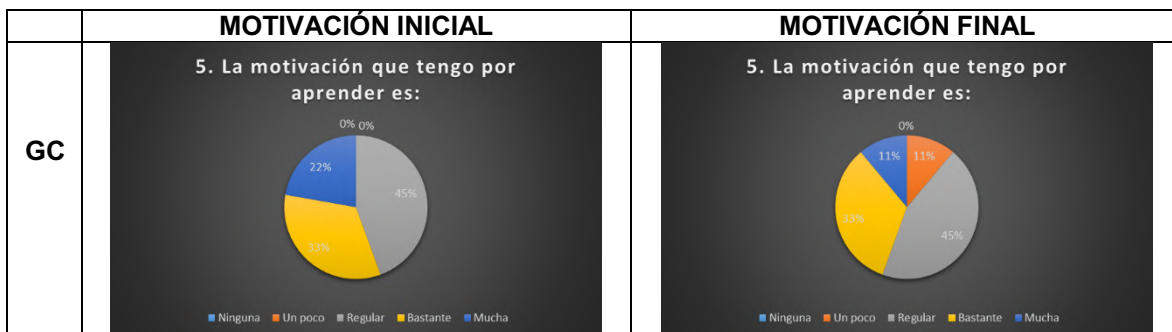 MOTIVACIÓN INICIAL
MOTIVACIÓN FINAL
GC
5. La motivación que tengo por
aprender es:
0% 0%
22%
45%
33%
Ninguna Un poco Regular Bastante Mucha
5. La motivación que tengo por
aprender es:
0%
11% 11%
33%
45%
Ninguna Un poco Regular Bastante Mucha